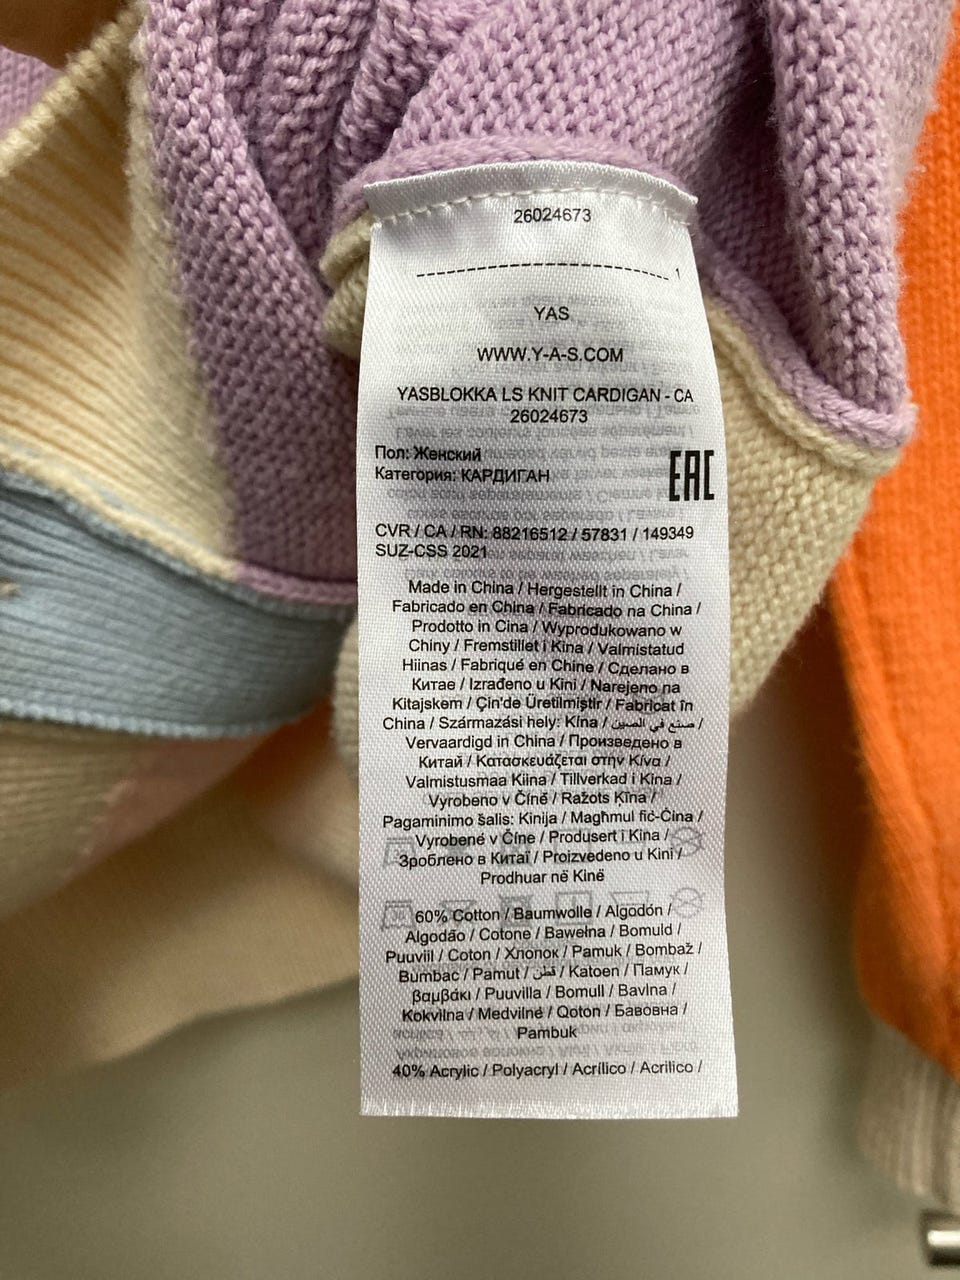 26024673
1
YAS
WWW.Y-A-S.COM
YASBLOKKA LS KNIT CARDIGAN - CA
26024673
Пол: Женский
Категория: КАРДИГАН
EAC
CVR / CA / RN: 88216512 / 57831 / 149349
SUZ-CSS 2021
Made in China / Hergestellt in China /
Fabricado en China / Fabricado na China /
Prodotto in Cina / Wyprodukowano w
Chiny / Fremstillet i Kina / Valmistatud
Hiinas / Fabriqué en Chine / Сделано в
Китае / Izrađeno u Kini / Narejeno na
Kitajskem / Çin'de Üretilmiştir / Fabricat în
China / Származási hely: Kína / صنع في الصين /
Vervaardigd in China / Произведено в
Китай / Κατασκευάζεται στην Κίνα /
Valmistusmaa Kiina / Tillverkad i Kina /
Vyrobeno v Číně / Ražots Kīna /
Pagaminimo šalis: Kinija / Magħmul fiċ-Ċina /
Vyrobené v Číne / Produsert i Kina /
Зроблено в Китаї / Proizvedeno u Kini /
Prodhuar në Kinë
60% Cotton / Baumwolle / Algodón /
Algodão / Cotone / Bawełna / Bomuld /
Puuviil / Coton / Хлопок / Pamuk / Bombaž /
Bumbac / Pamut / قطن / Katoen / Памук /
βαμβάκι / Puuvilla / Bomull / Bavlna /
Kokvilna / Medvilnė / Qoton / Бавовна /
Pambuk
40% Acrylic / Polyacryl / Acrílico / Acrilico /